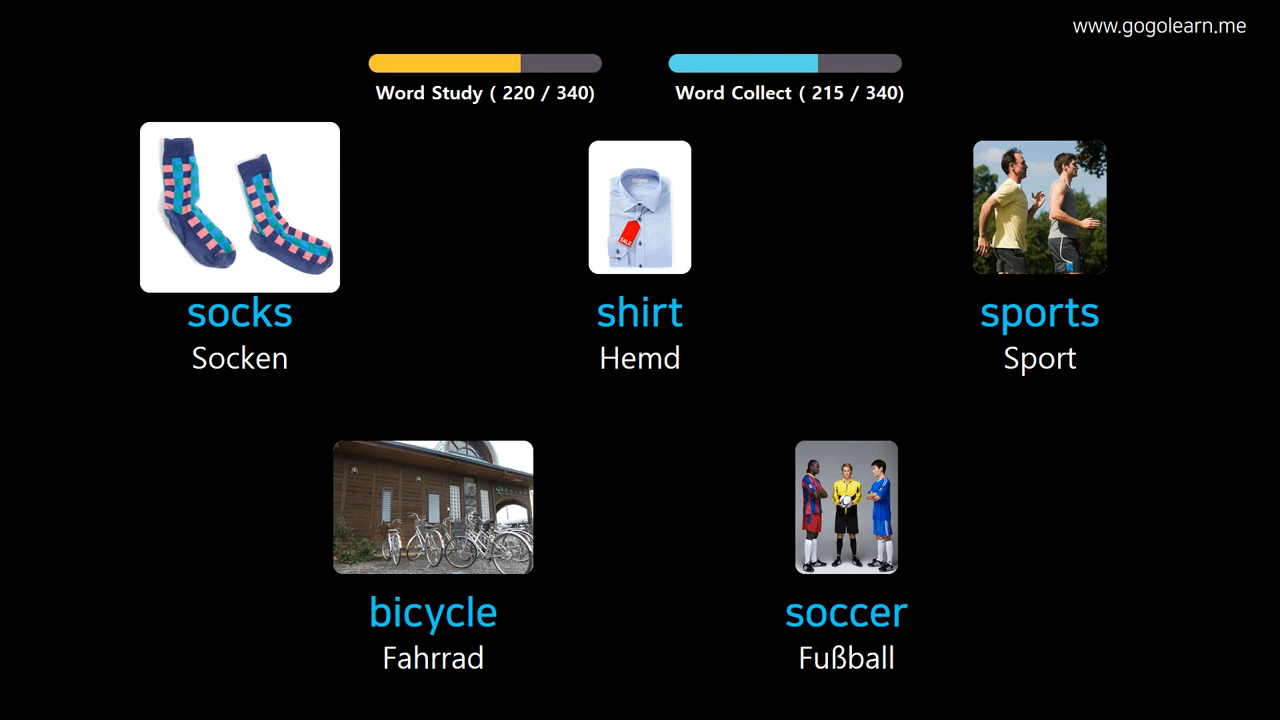 www.gogolearn.me
Word Study ( 220 / 340)
Word Collect ( 215 / 340)
SALE
socks
Socken
shirt
Hemd
sports
Sport
bicycle
Fahrrad
soccer
Fußball